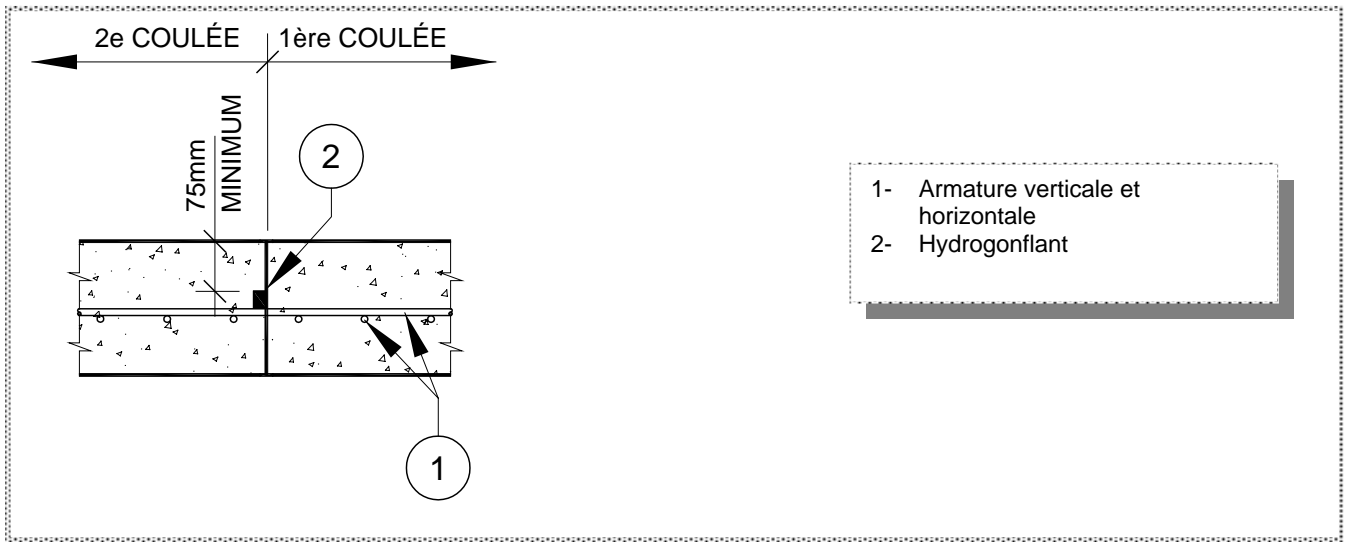 2e COULÉE
1ère COULÉE
75mm
MINIMUM
2
1
1- Armature verticale et
horizontale
2- Hydrogonflant